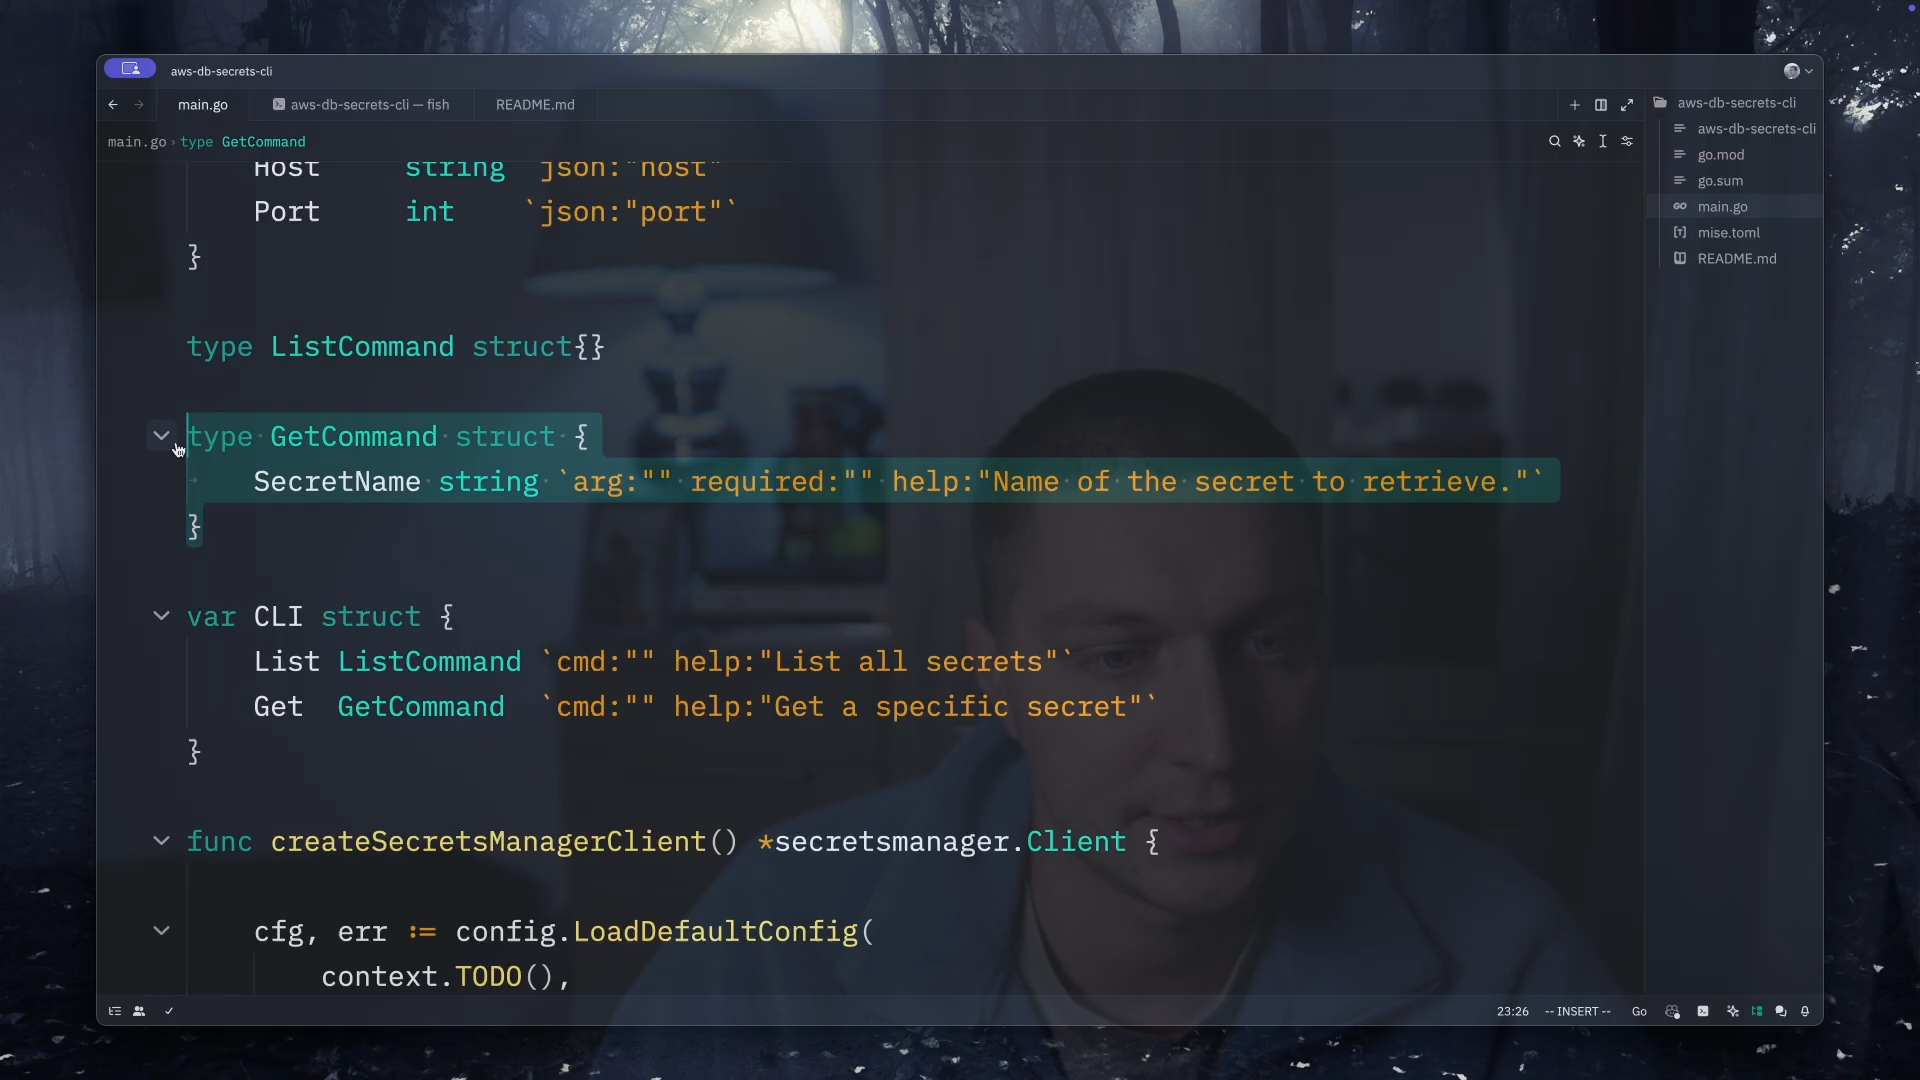 aws-db-secrets-cli
main.go
aws-db-secrets-cli — fish
README.md
main.go › type GetCommand
Host string `json:"host"`
Port int `json:"port"`
}
type ListCommand struct{}
type GetCommand struct {
SecretName string `arg:"" required:"" help:"Name of the secret to retrieve."`
}
var CLI struct {
List ListCommand `cmd:"" help:"List all secrets"`
Get GetCommand `cmd:"" help:"Get a specific secret"`
}
func createSecretsManagerClient() *secretsmanager.Client {
cfg, err := config.LoadDefaultConfig(
context.TODO(),
aws-db-secrets-cli
aws-db-secrets-cli
go.mod
go.sum
main.go
mise.toml
README.md
23:26
-- INSERT --
Go